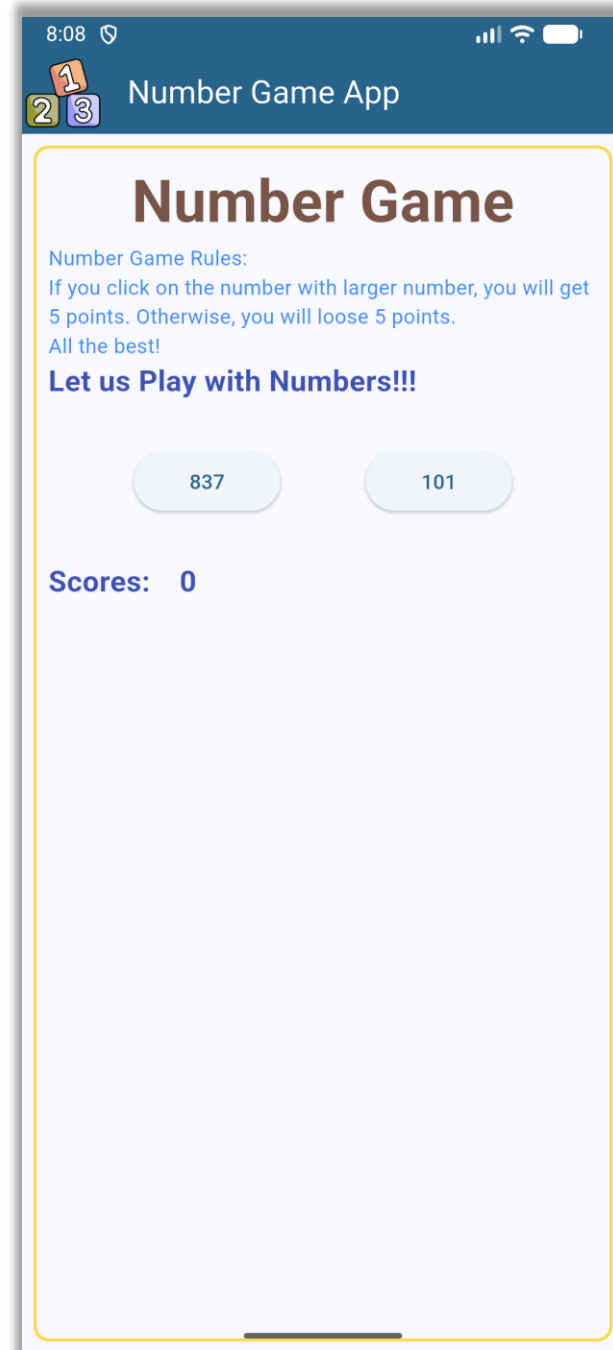 8:08
1
2 3
Number Game App
Number Game
Number Game Rules:
If you click on the number with larger number, you will get
5 points. Otherwise, you will loose 5 points.
All the best!
Let us Play with Numbers!!!
837 101
Scores: 0